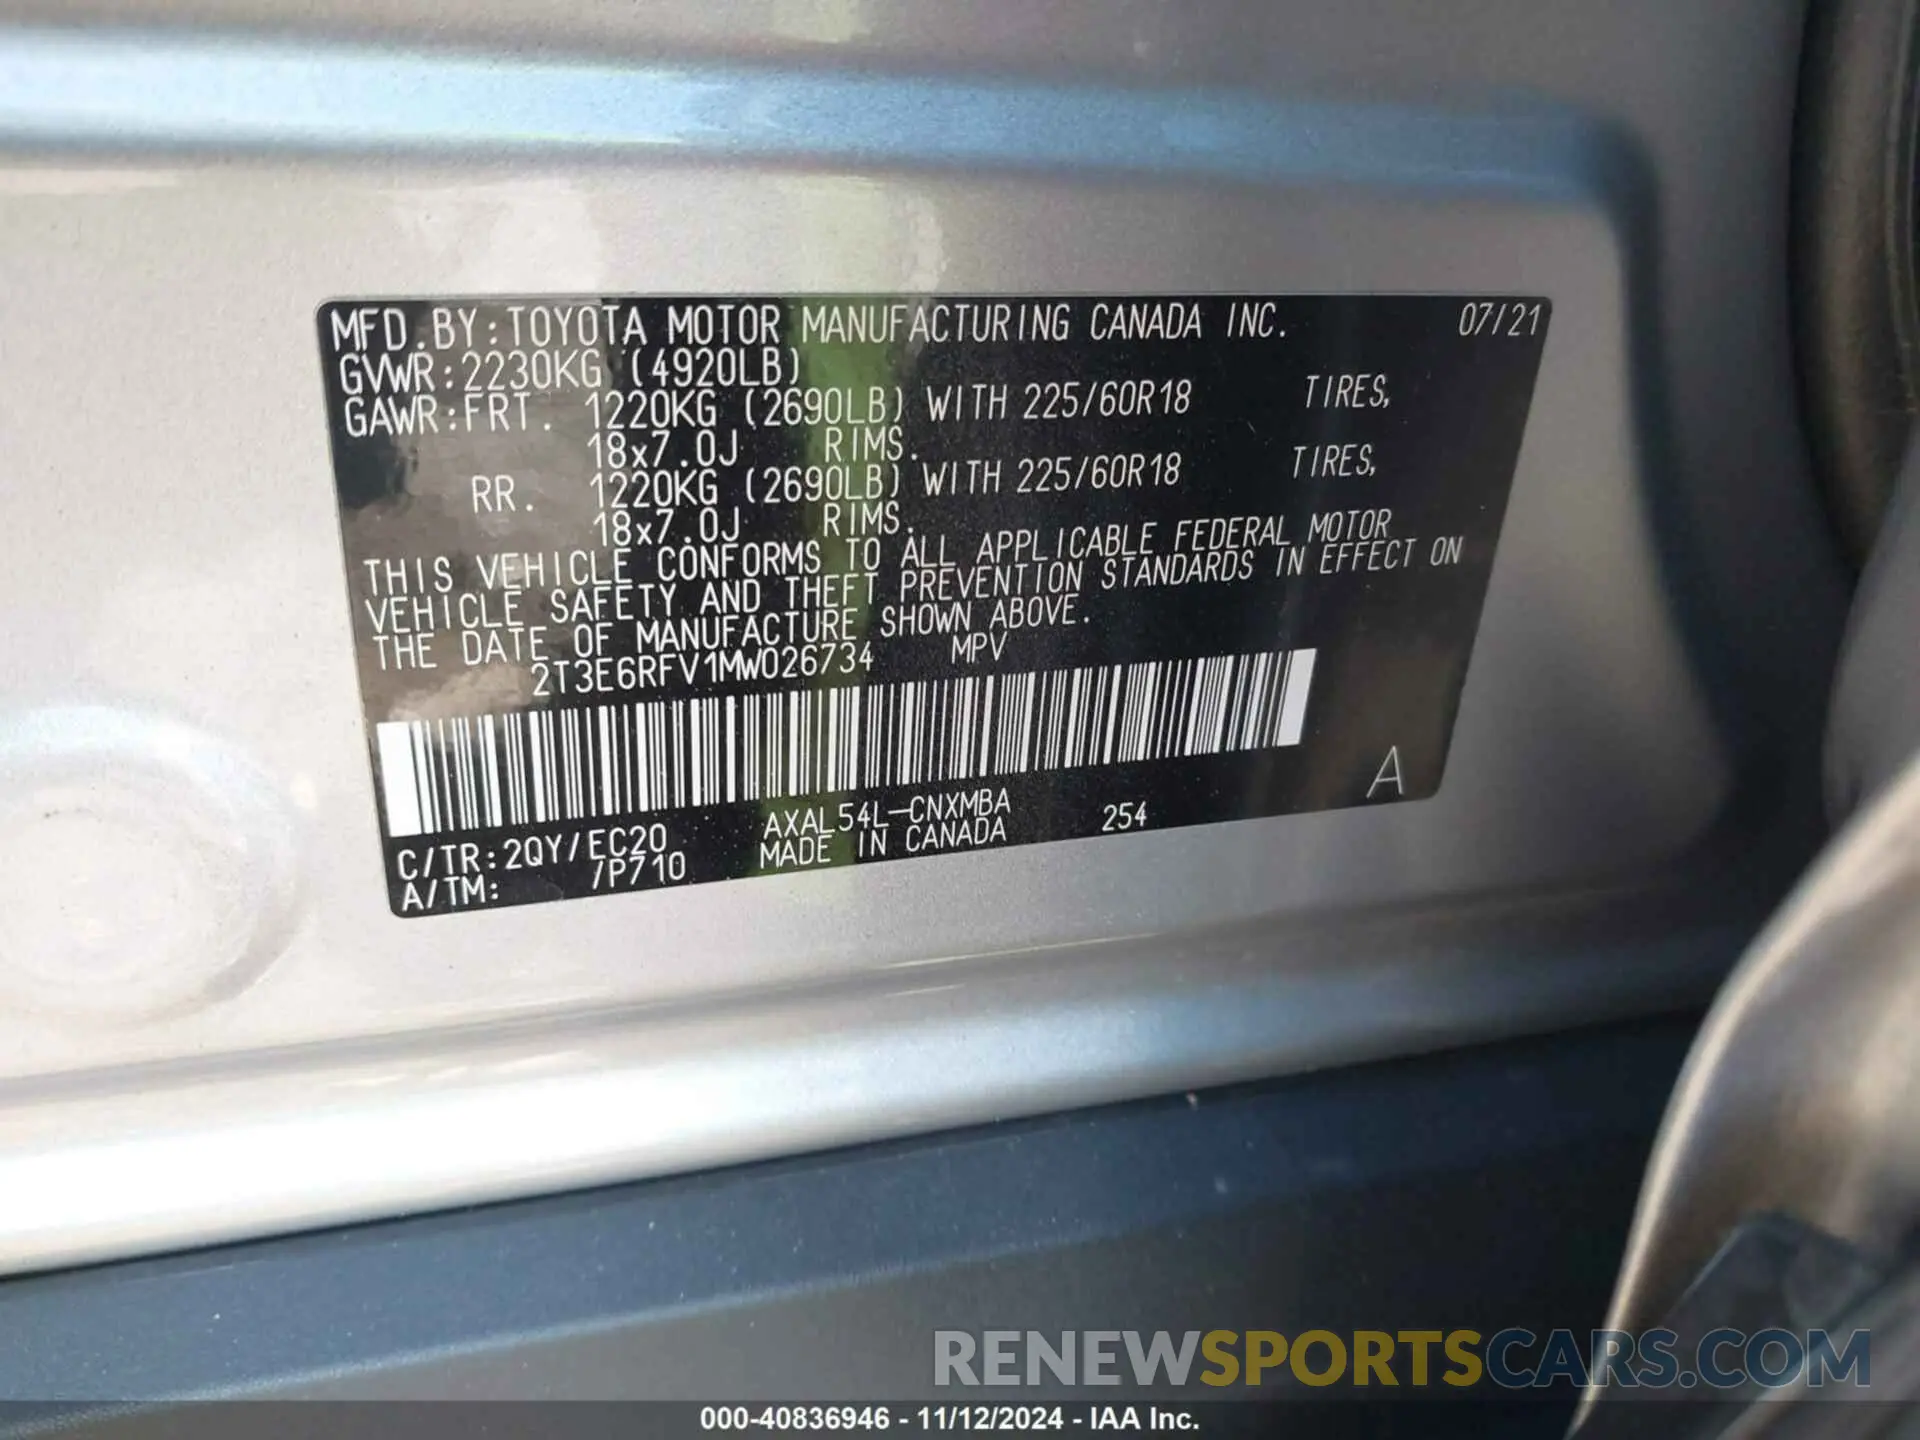 MFD.BY:TOYOTA MOTOR MANUFACTURING CANADA INC. 07/21
GVWR:2230KG (4920LB)
GAWR:FRT. 1220KG (2690LB) WITH 225/60R18 TIRES,
18x7.0J RIMS.
RR. 1220KG (2690LB) WITH 225/60R18 TIRES,
18x7.0J RIMS.
THIS VEHICLE CONFORMS TO ALL APPLICABLE FEDERAL MOTOR
VEHICLE SAFETY AND THEFT PREVENTION STANDARDS IN EFFECT ON
THE DATE OF MANUFACTURE SHOWN ABOVE.
2T3E6RFV1MW026734 MPV
A
C/TR:2QY/EC20 AXAL54L-CNXMBA 254
A/TM: /P710 MADE IN CANADA
RENEWSPORTSCARS.COM
000-40836946 - 11/12/2024 - IAA Inc.